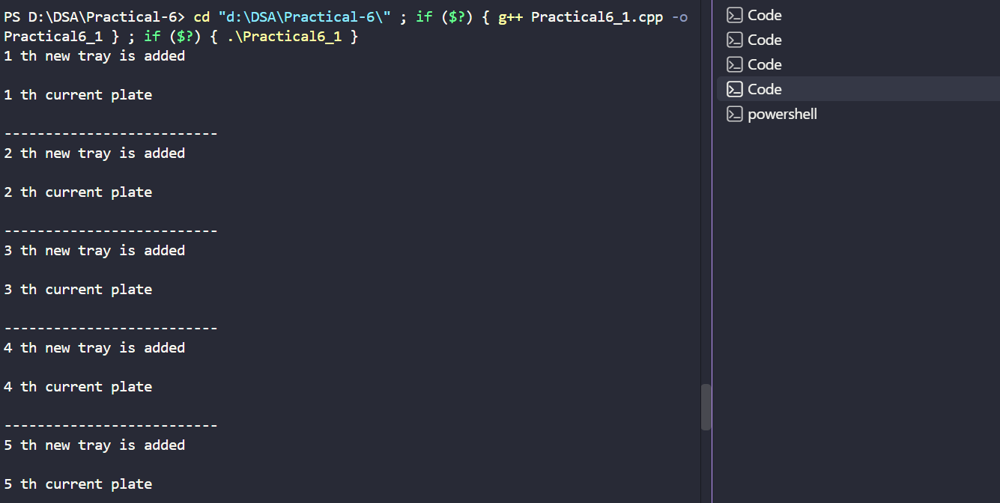 PS D:\DSA\Practical-6> cd "d:\DSA\Practical-6\" ; if ($?) { g++ Practical6_1.cpp -o
Practical6_1 } ; if ($?) { .\Practical6_1 }
1 th new tray is added
1 th current plate
--------------------------
2 th new tray is added
2 th current plate
--------------------------
3 th new tray is added
3 th current plate
--------------------------
4 th new tray is added
4 th current plate
--------------------------
5 th new tray is added
5 th current plate
Code
Code
Code
Code
powershell